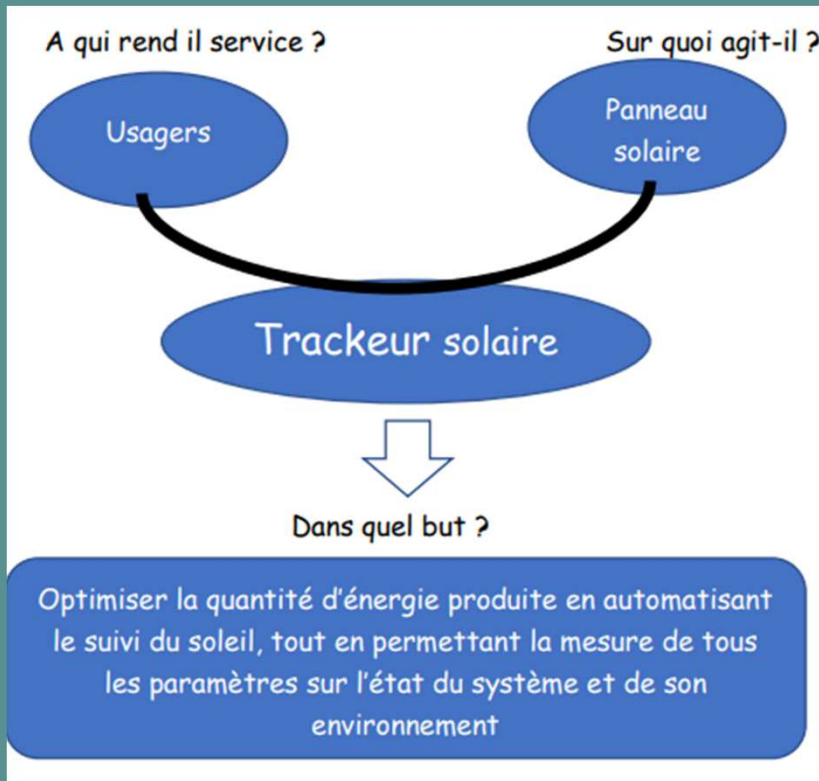 A qui rend il service ?
Sur quoi agit-il ?
Usagers
Panneau
solaire
Trackeur solaire
Dans quel but ?
Optimiser la quantité d'énergie produite en automatisant
le suivi du soleil, tout en permettant la mesure de tous
les paramètres sur l'état du système et de son
environnement